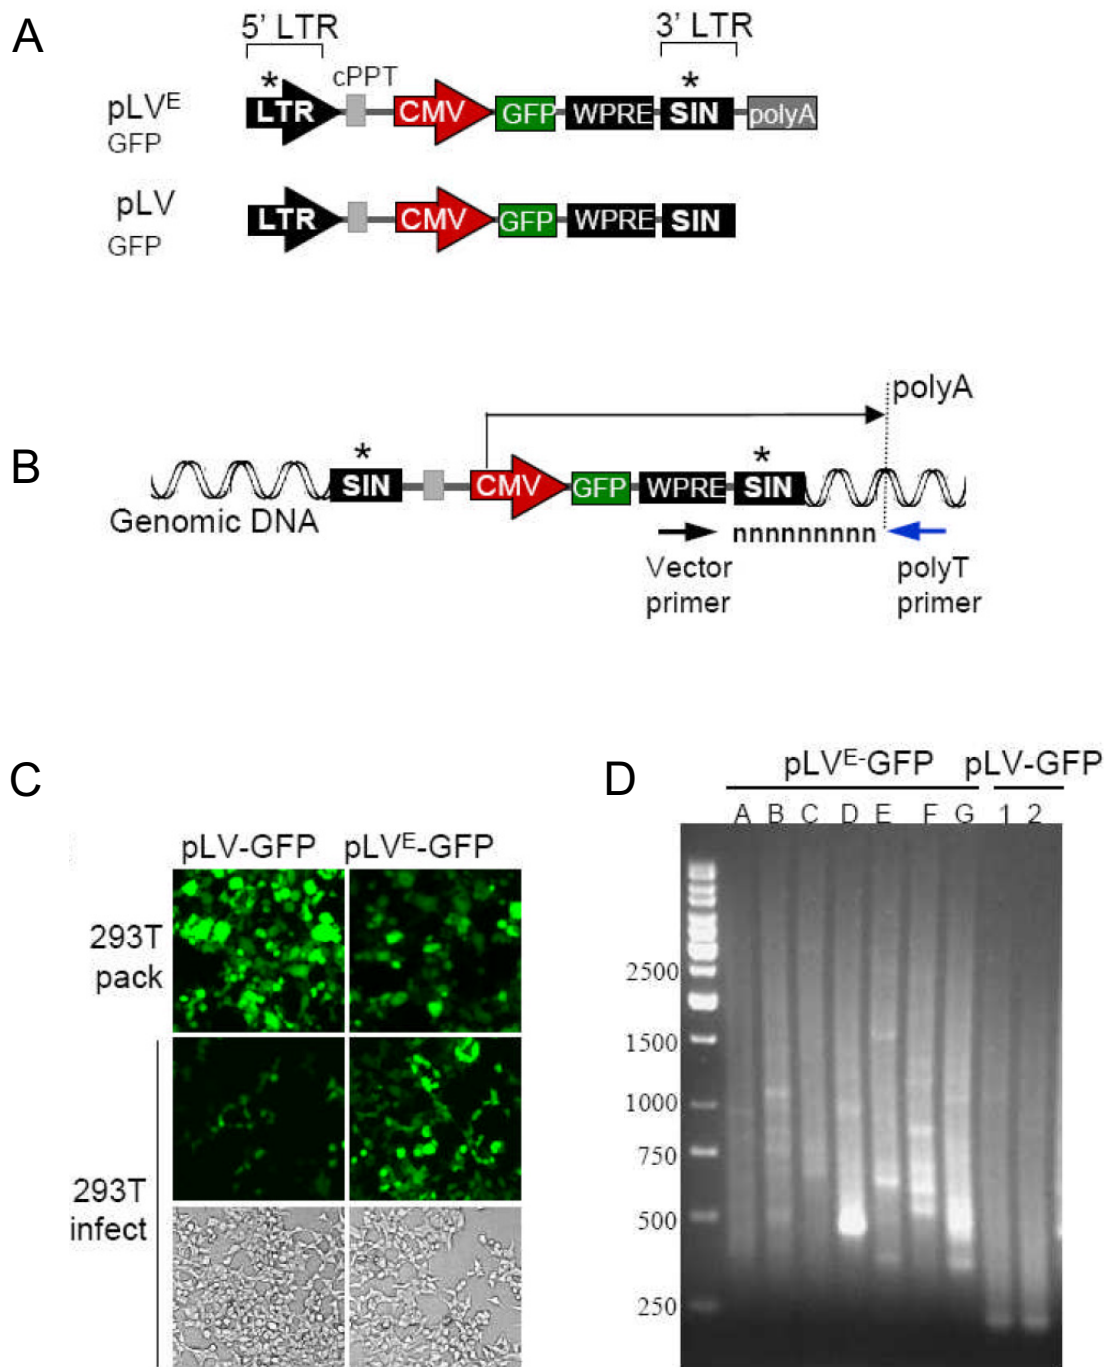 A
5' LTR
3' LTR
*
cPPT
*
pLVᴱ
GFP
LTR
CMV
GFP
WPRE
SIN
polyA
pLV
GFP
LTR
CMV
GFP
WPRE
SIN
B
polyA
*
*
SIN
CMV
GFP
WPRE
SIN
Genomic DNA
nnnnnnnnn
Vector
primer
polyT
primer
C
pLV-GFP
pLVᴱ-GFP
293T
pack
293T
infect
D
pLVᴱ-GFP
pLV-GFP
A B C D E F G 1 2
2500
1500
1000
750
500
250